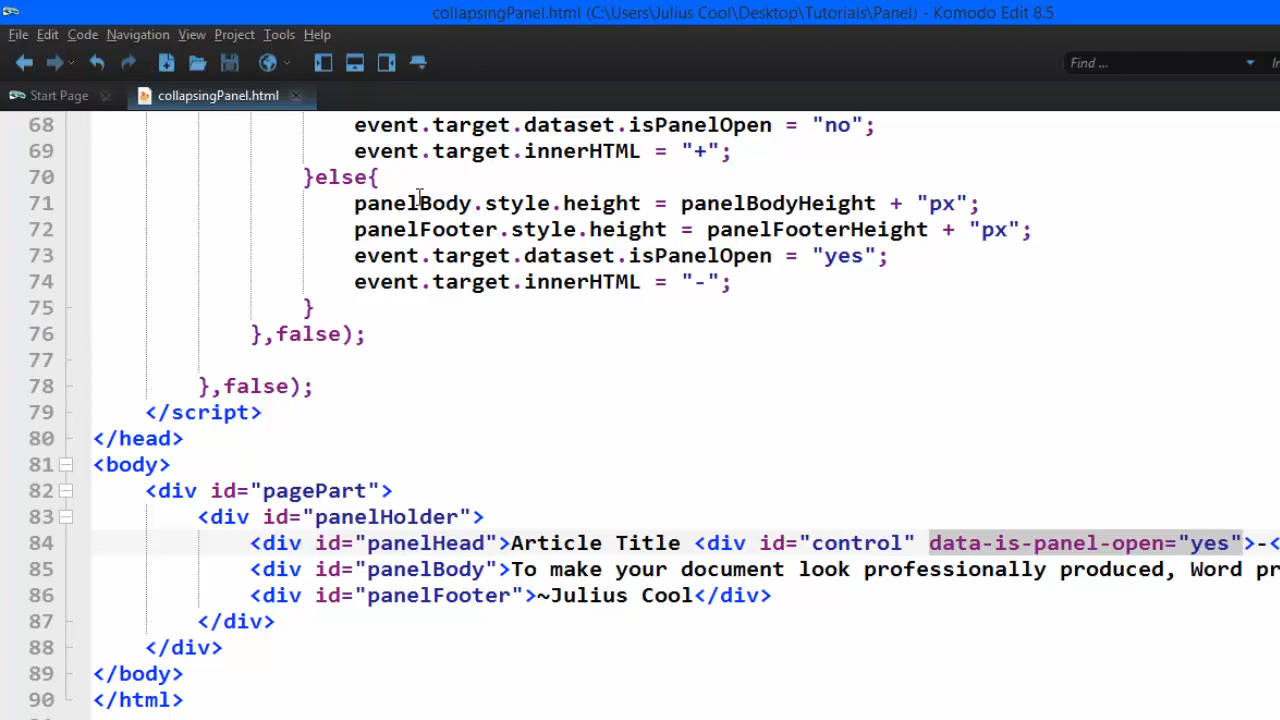 collapsingPanel.html (C:\Users\Julius Cool\Desktop\Tutorials\Panel) - Komodo Edit 8.5
File Edit Code Navigation View Project Tools Help
Find ...
Start Page collapsingPanel.html
68 event.target.dataset.isPanelOpen = "no";
69 event.target.innerHTML = "+";
70 }else{
71 panelBody.style.height = panelBodyHeight + "px";
72 panelFooter.style.height = panelFooterHeight + "px";
73 event.target.dataset.isPanelOpen = "yes";
74 event.target.innerHTML = "-";
75 }
76 },false);
77
78 },false);
79 </script>
80 </head>
81 <body>
82 <div id="pagePart">
83 <div id="panelHolder">
84 <div id="panelHead">Article Title <div id="control" data-is-panel-open="yes">-<
85 <div id="panelBody">To make your document look professionally produced, Word pr
86 <div id="panelFooter">~Julius Cool</div>
87 </div>
88 </div>
89 </body>
90 </html>